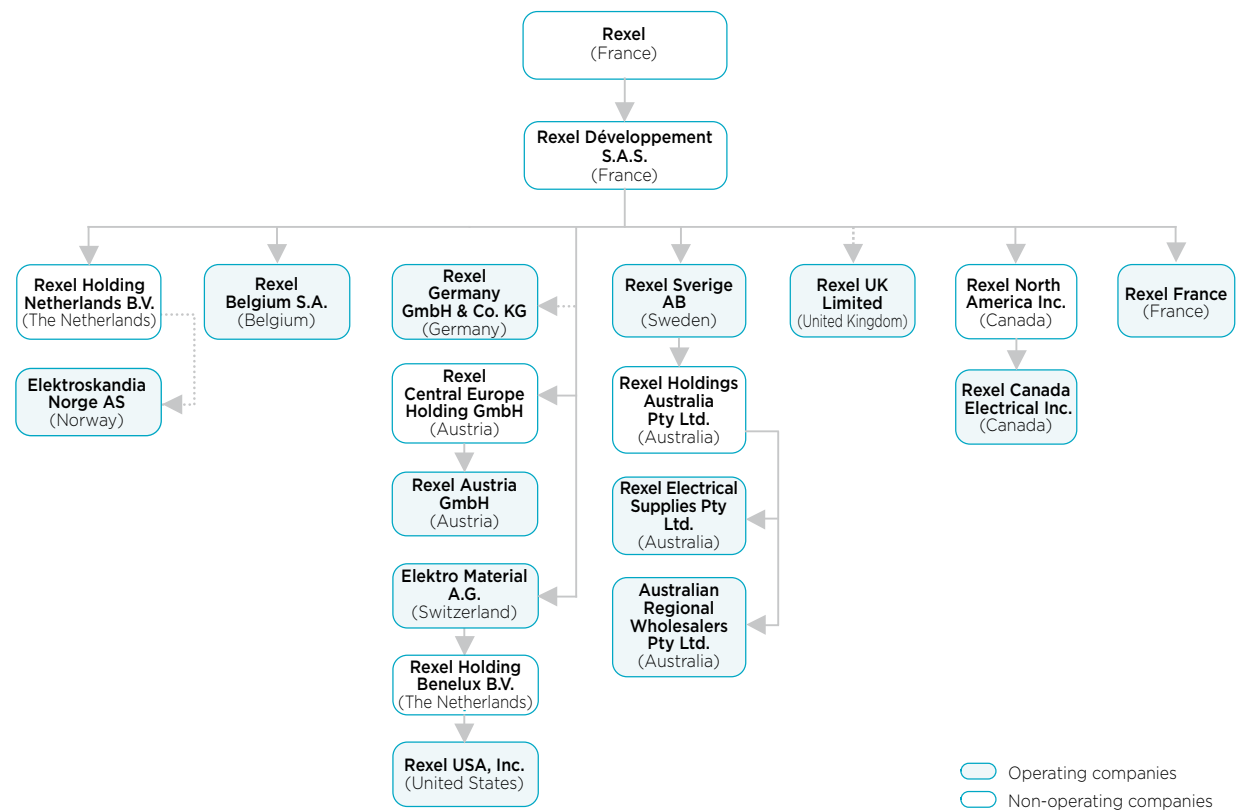 Rexel
(France)
Rexel Développement
S.A.S.
(France)
Rexel Holding
Netherlands B.V.
(The Netherlands)
Rexel
Belgium S.A.
(Belgium)
Rexel
Germany
GmbH & Co. KG
(Germany)
Rexel Sverige
AB
(Sweden)
Rexel UK
Limited
(United Kingdom)
Rexel North
America Inc.
(Canada)
Rexel France
(France)
Elektroskandia
Norge AS
(Norway)
Rexel
Central Europe
Holding GmbH
(Austria)
Rexel Holdings
Australia
Pty Ltd.
(Australia)
Rexel Canada
Electrical Inc.
(Canada)
Rexel Austria
GmbH
(Austria)
Rexel Electrical
Supplies Pty
Ltd.
(Australia)
Elektro Material
A.G.
(Switzerland)
Australian
Regional
Wholesalers
Pty Ltd.
(Australia)
Rexel Holding
Benelux B.V.
(The Netherlands)
Rexel USA, Inc.
(United States)
Operating companies
Non-operating companies